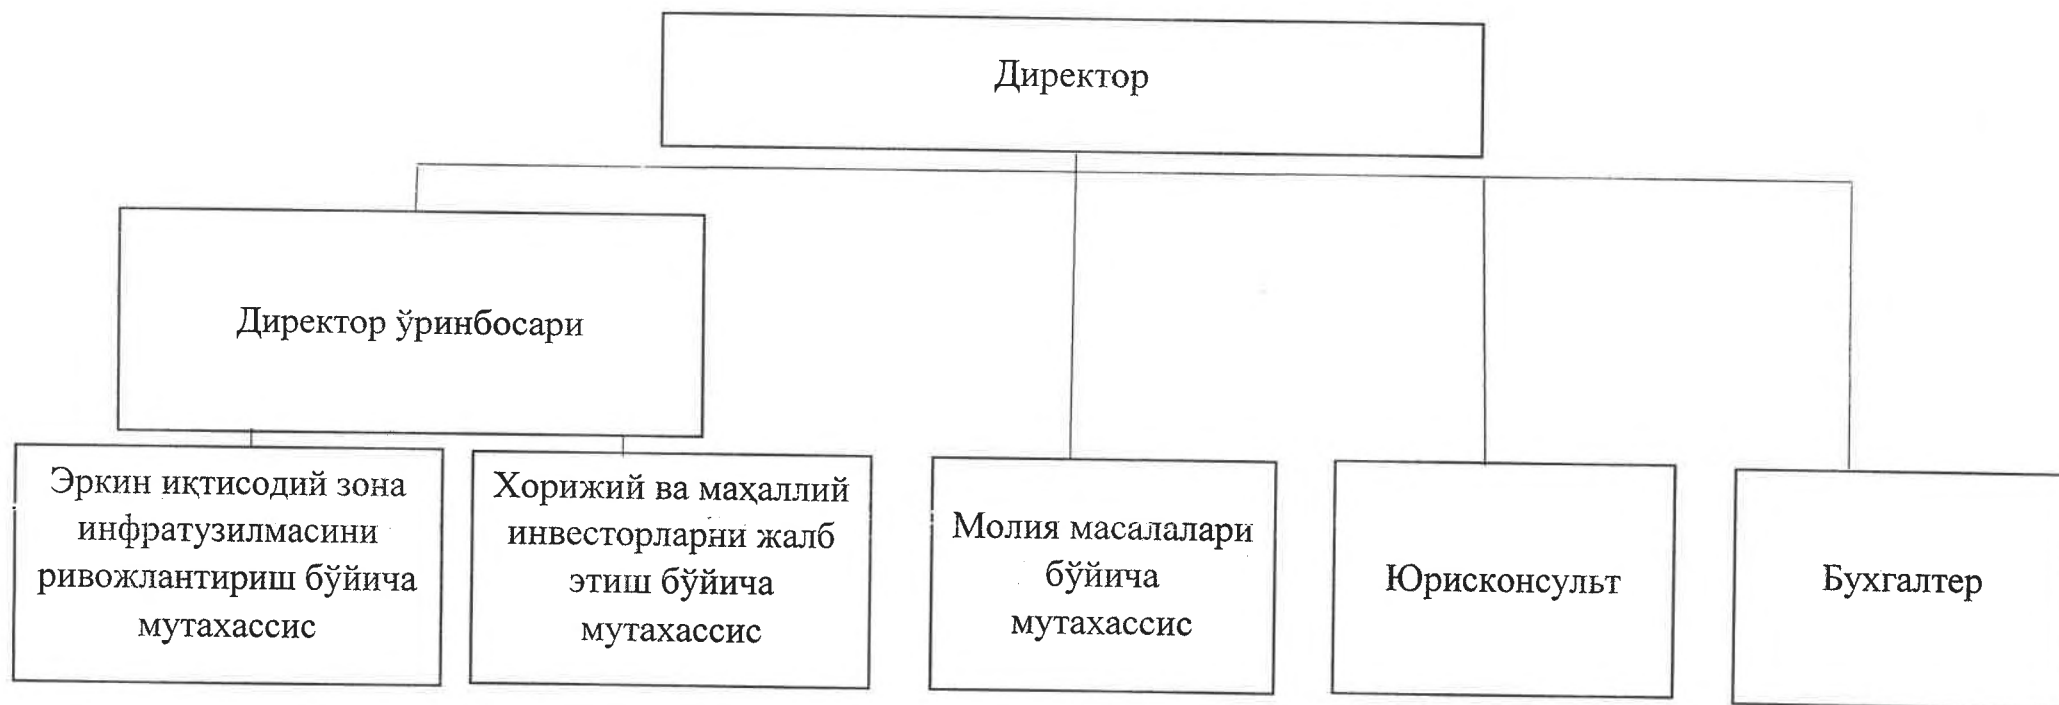 Директор
Директор ўринбосари
Эркин иқтисодий зона
инфратузилмасини
ривожлантириш бўйича
мутахассис
Хорижий ва маҳаллий
инвесторларни жалб
этиш бўйича
мутахассис
Молия масалалари
бўйича
мутахассис
Юрисконсульт
Бухгалтер